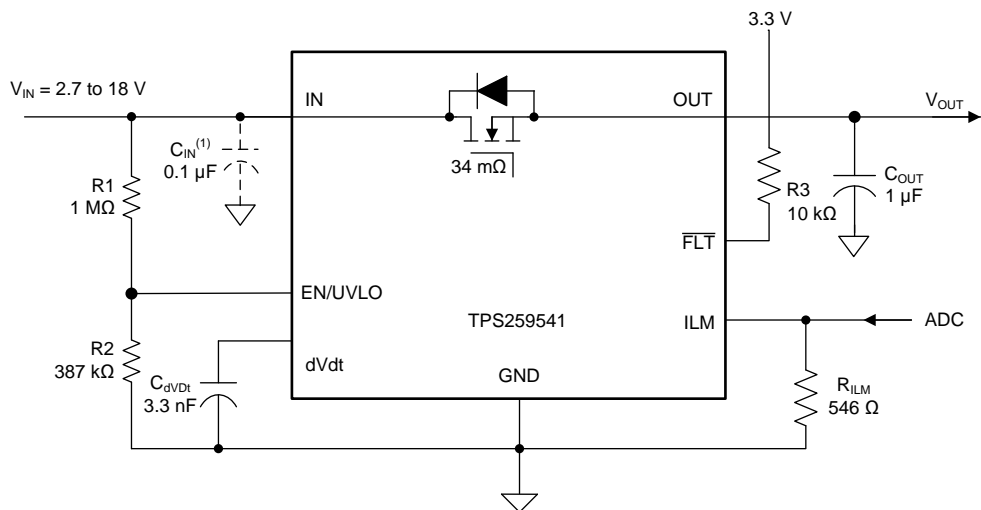 3.3 V
V_IN = 2.7 to 18 V
IN
OUT
V_OUT
C_IN^(1)
0.1 µF
34 mΩ
R1
1 MΩ
R3
10 kΩ
C_OUT
1 µF
FLT
EN/UVLO
TPS259541
ILM
ADC
R2
387 kΩ
dVdt
C_dVDt
3.3 nF
GND
R_ILM
546 Ω